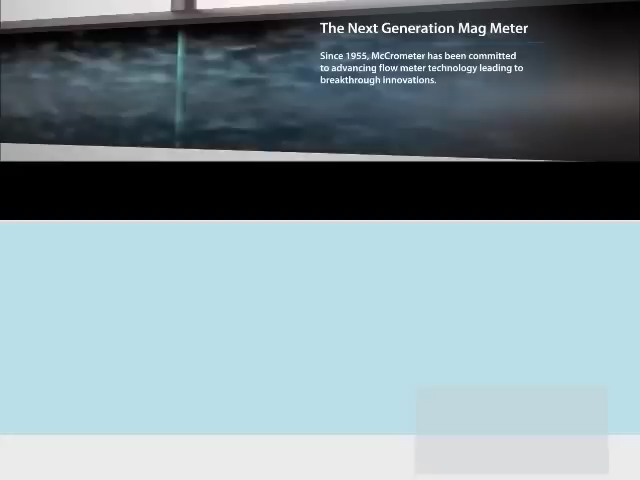 The Next Generation Mag Meter
Since 1955, McCrometer has been committed
to advancing flow meter technology leading to
breakthrough innovations.